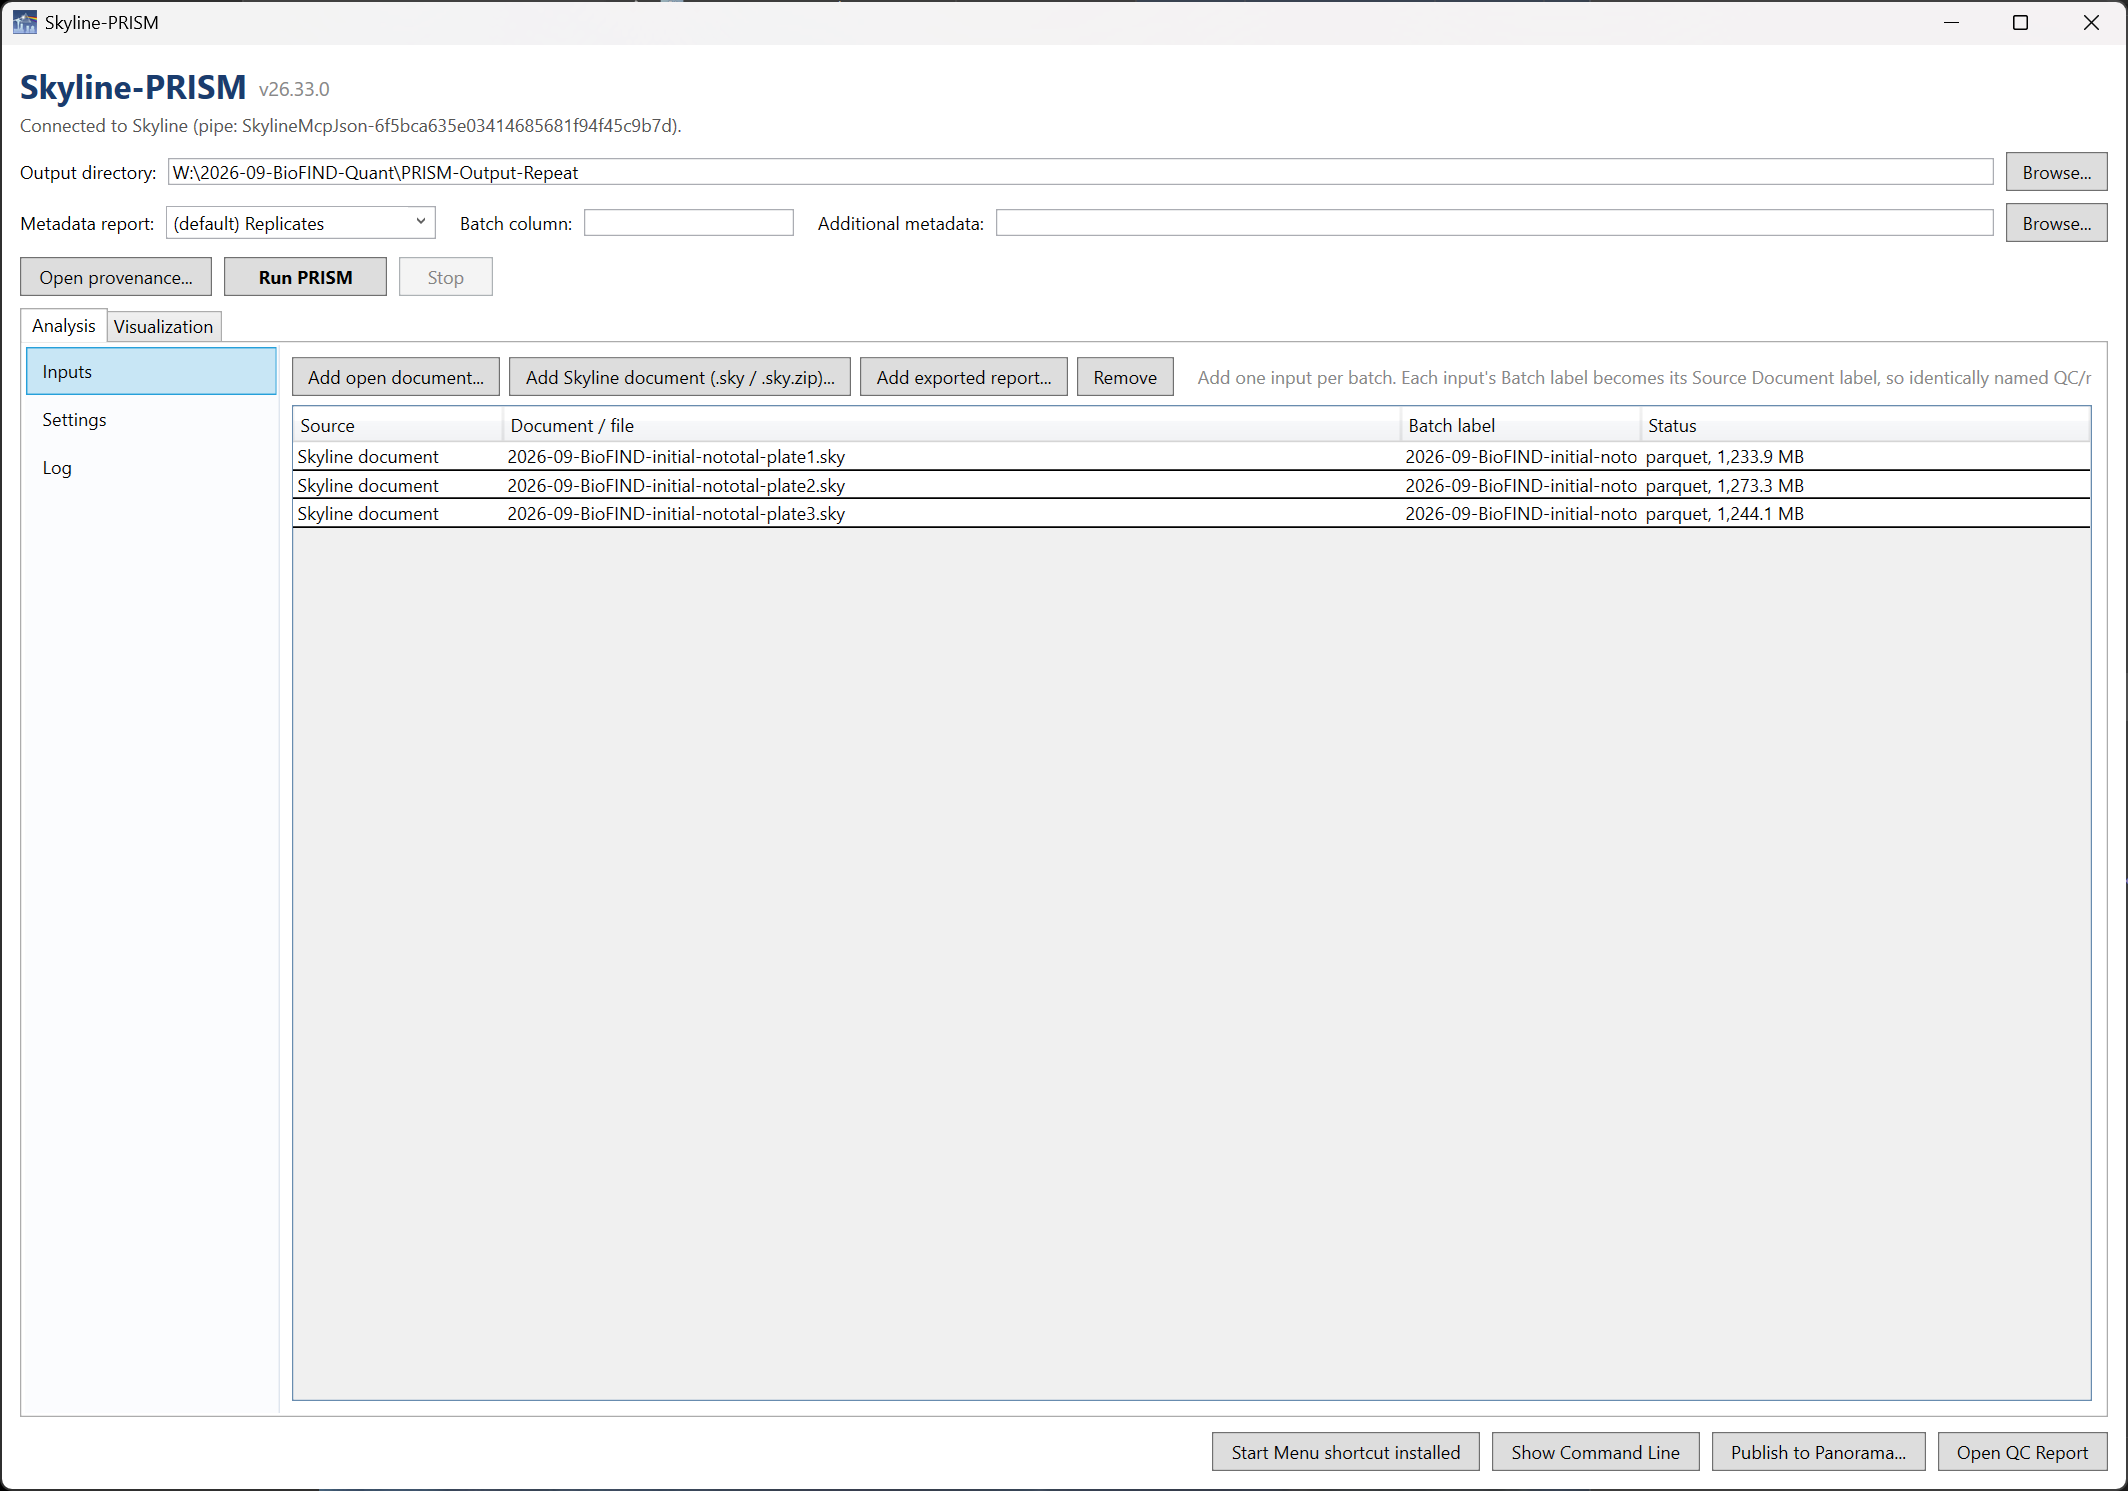 Skyline-PRISM
Skyline-PRISM v26.33.0
Connected to Skyline (pipe: SkylineMcpJson-6f5bca635e03414685681f94f45c9b7d).
Output directory: W:\2026-09-BioFIND-Quant\PRISM-Output-Repeat Browse...
Metadata report: (default) Replicates Batch column: Additional metadata: Browse...
Open provenance... Run PRISM Stop
Analysis Visualization
Inputs
Settings
Log
Add open document... Add Skyline document (.sky / .sky.zip)... Add exported report... Remove Add one input per batch. Each input's Batch label becomes its Source Document label, so identically named QC/r
Source Document / file Batch label Status
Skyline document 2026-09-BioFIND-initial-nototal-plate1.sky 2026-09-BioFIND-initial-noto parquet, 1,233.9 MB
Skyline document 2026-09-BioFIND-initial-nototal-plate2.sky 2026-09-BioFIND-initial-noto parquet, 1,273.3 MB
Skyline document 2026-09-BioFIND-initial-nototal-plate3.sky 2026-09-BioFIND-initial-noto parquet, 1,244.1 MB
Start Menu shortcut installed Show Command Line Publish to Panorama... Open QC Report